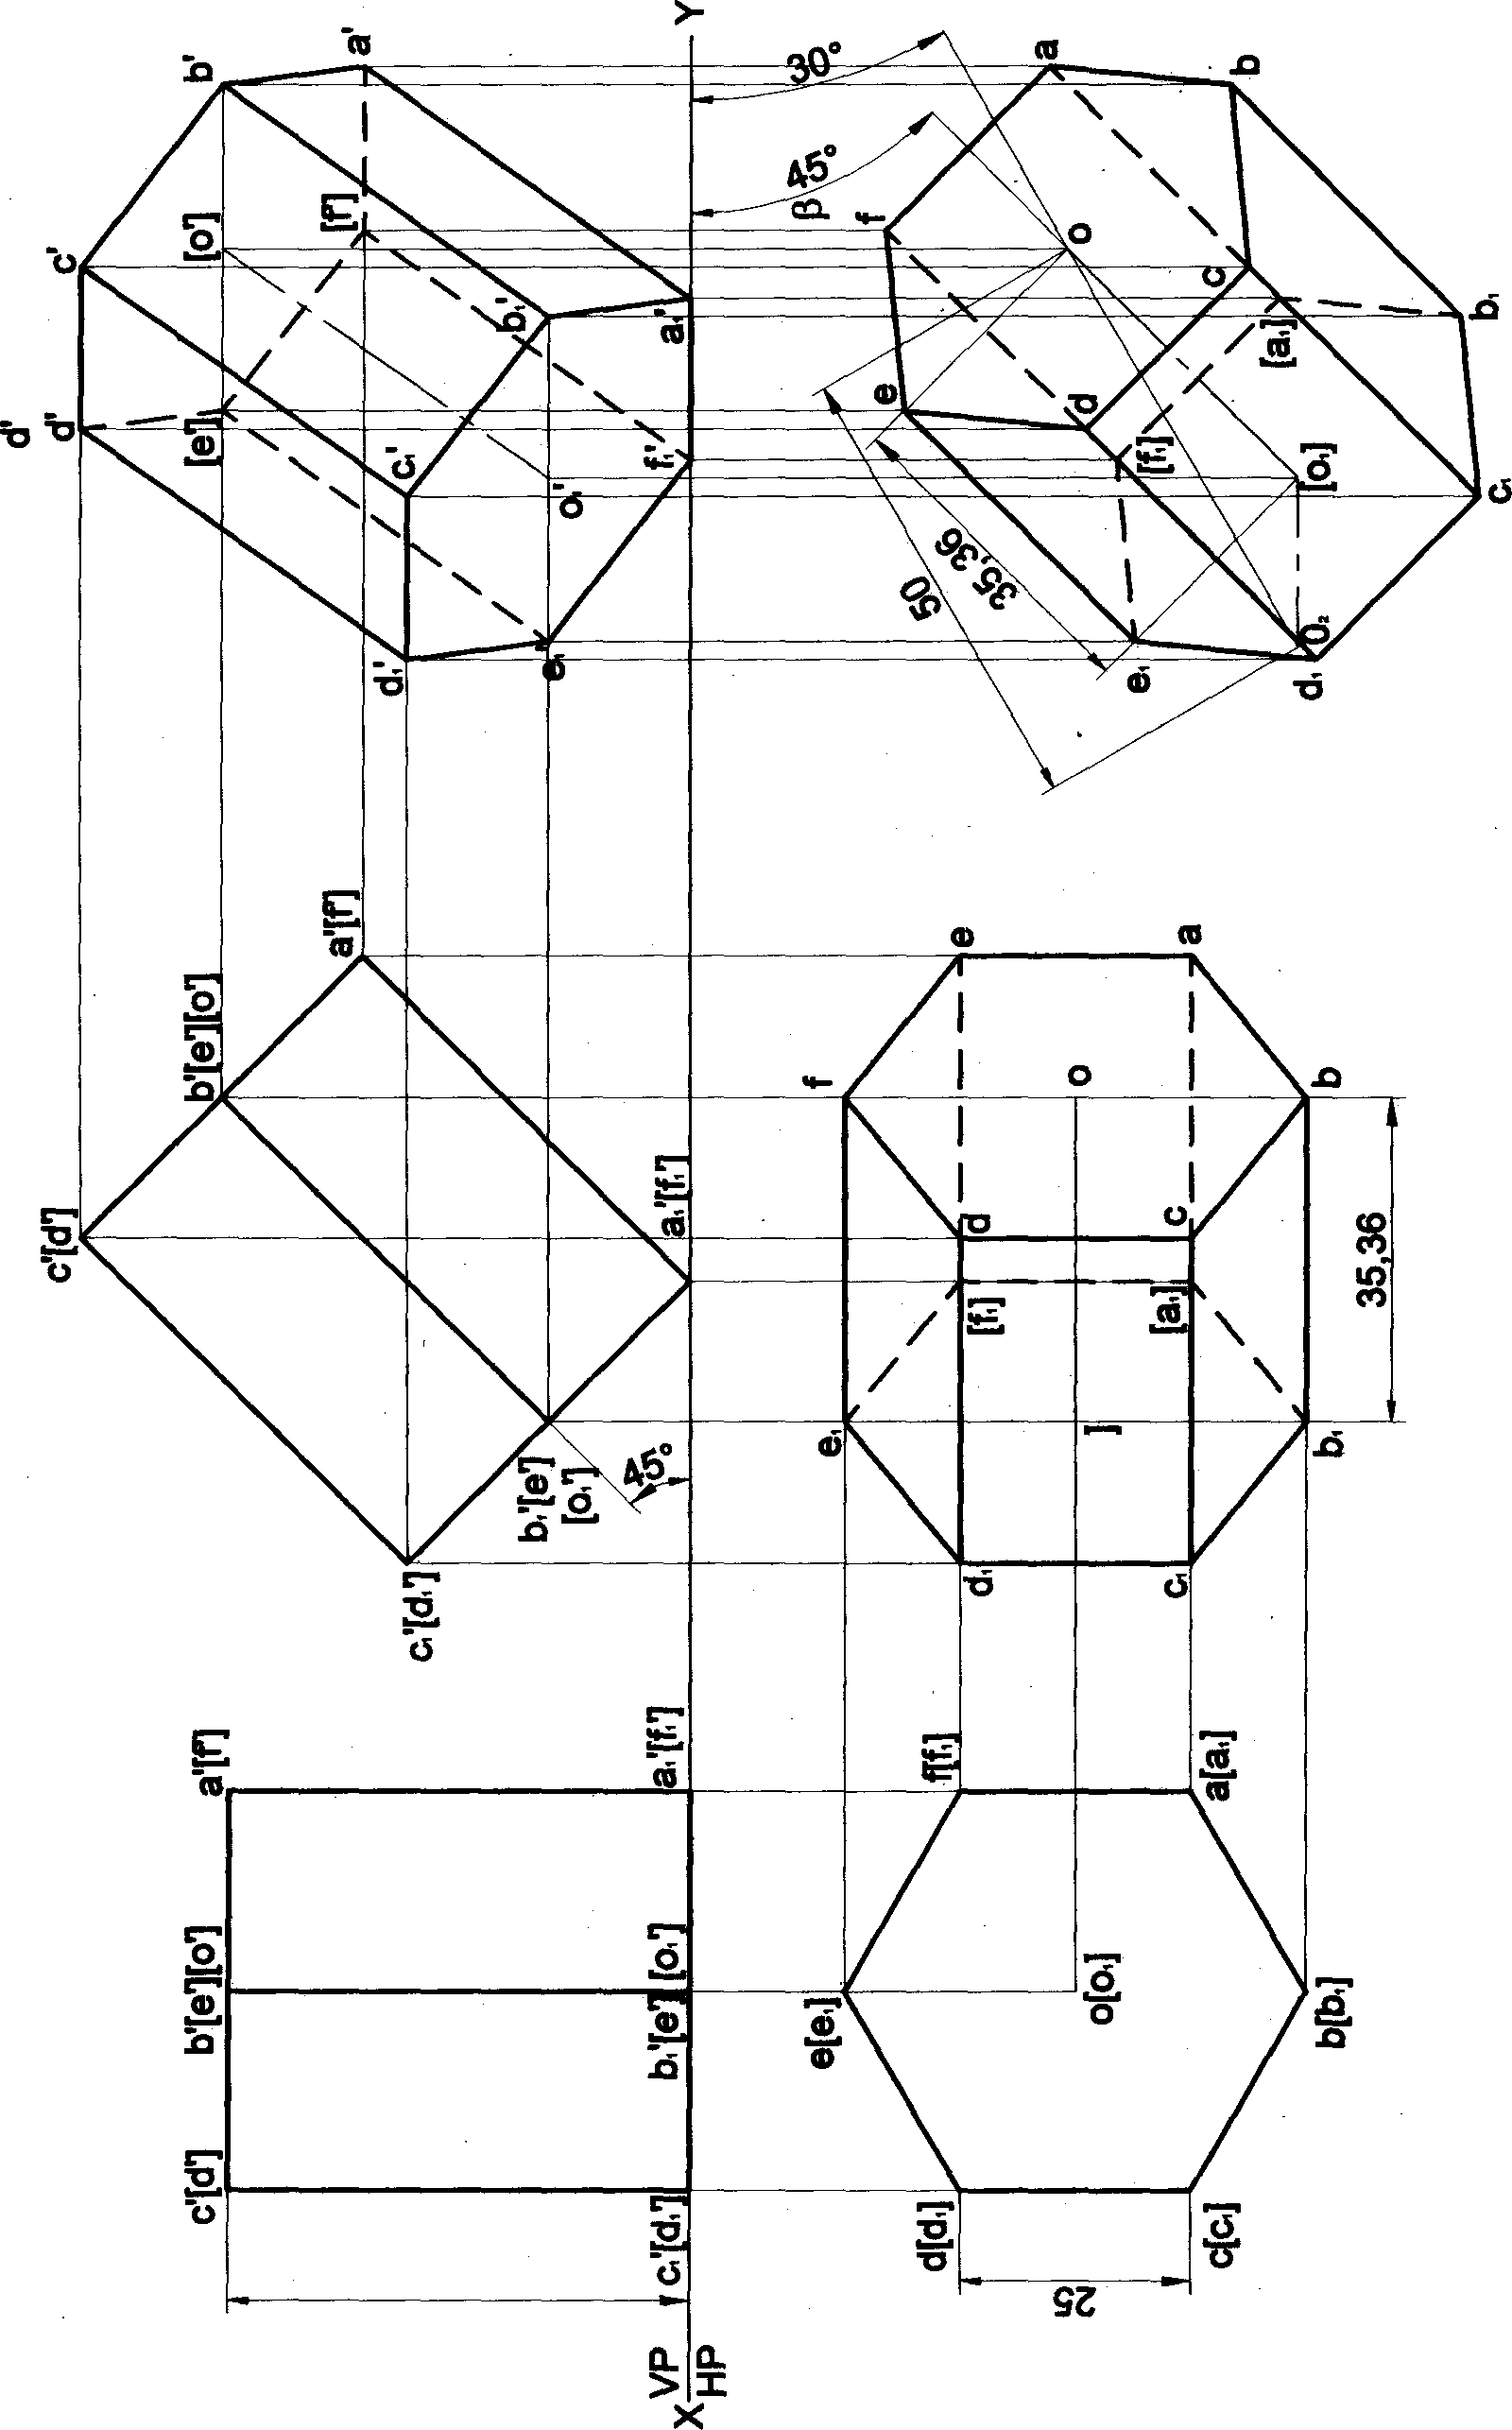 c'[d']
b'[e'][o']
a'[f']
c₁'[d₁']
b₁'[e'][o₁']
a₁'[f₁']
X
VP
HP
Y
d[d₁]
c[c₁]
25
e[e₁]
o[o₁]
b[b₁]
f[f₁]
a[a₁]
c'[d']
b'[e'][o']
a'[f']
c₁'[d₁']
b₁'[e']
[o₁']
45°
a₁'[f₁']
d₁
c₁
e₁
]
b₁
[f₁]
[a₁]
d
c
f
o
b
e
a
35,36
d'
d'
c'
b'
a'
[e']
[o']
[f']
d₁'
c₁'
b₁'
e₁'
o₁'
f₁'
a₁'
30°
45°
β
a
b
f
o
c
e
d
[f₁]
[a₁]
b₁
[o₁]
c₁
35,36
50
e₁
O₂
d₁